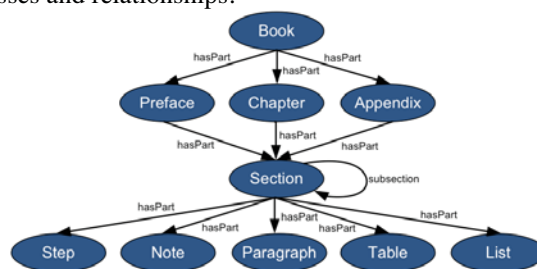 sses and relationships?
Book
hasPart
hasPart
hasPart
Preface
Chapter
Appendix
hasPart
hasPart
hasPart
Section
subsection
hasPart
hasPart
hasPart
hasPart
hasPart
Step
Note
Paragraph
Table
List